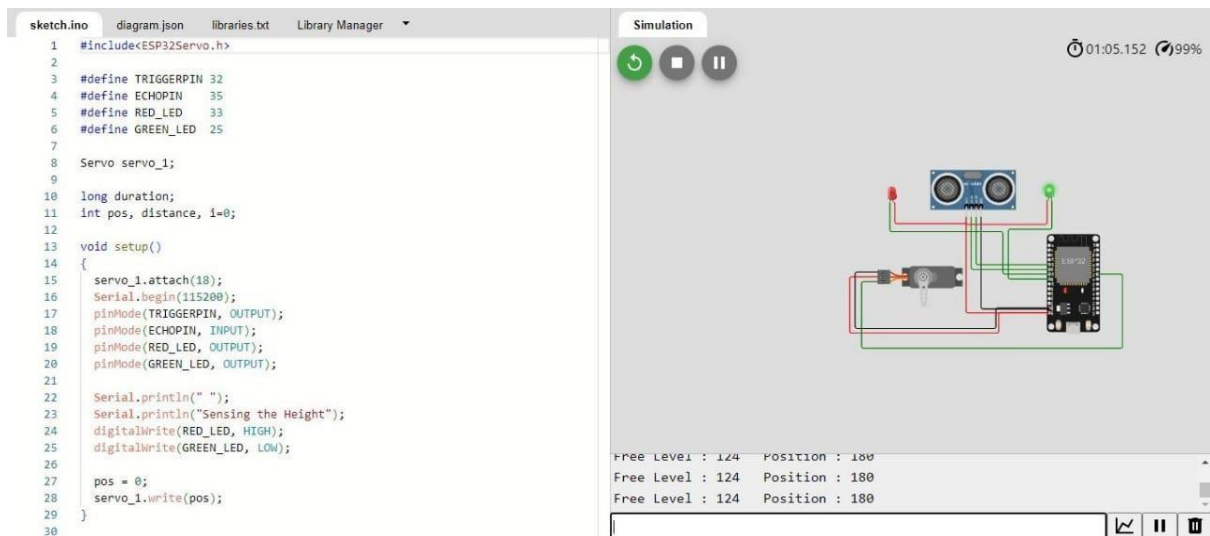 sketch.ino diagram.json libraries.txt Library Manager
1 #include<ESP32Servo.h>
2
3 #define TRIGGERPIN 32
4 #define ECHOPIN 35
5 #define RED_LED 33
6 #define GREEN_LED 25
7
8 Servo servo_1;
9
10 long duration;
11 int pos, distance, i=0;
12
13 void setup()
14 {
15 servo_1.attach(18);
16 Serial.begin(115200);
17 pinMode(TRIGGERPIN, OUTPUT);
18 pinMode(ECHOPIN, INPUT);
19 pinMode(RED_LED, OUTPUT);
20 pinMode(GREEN_LED, OUTPUT);
21
22 Serial.println(" ");
23 Serial.println("Sensing the Height");
24 digitalWrite(RED_LED, HIGH);
25 digitalWrite(GREEN_LED, LOW);
26
27 pos = 0;
28 servo_1.write(pos);
29 }
30
Simulation
01:05.152 99%
ESP32
Free Level : 124 Position : 180
Free Level : 124 Position : 180
Free Level : 124 Position : 180